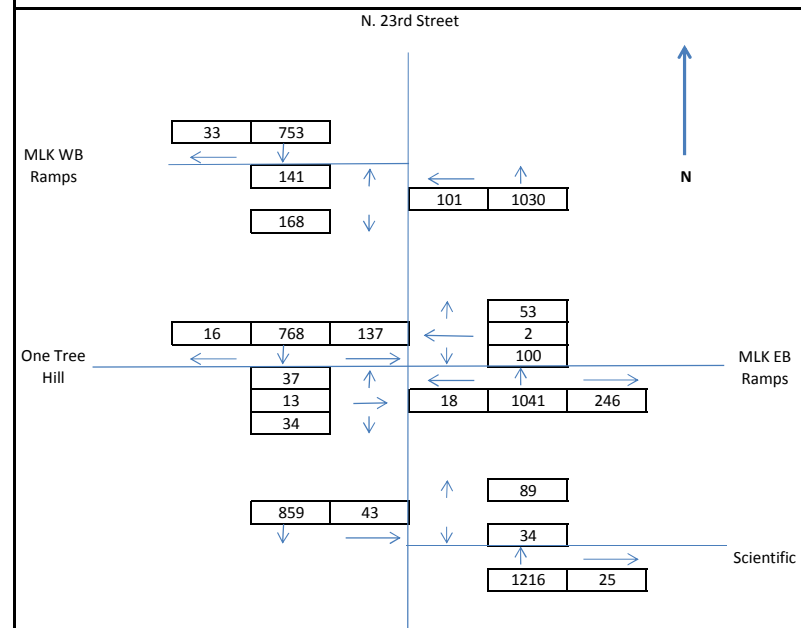 N. 23rd Street
33 753
MLK WB
Ramps
141
N
101 1030
168
53
16 768 137
2
One Tree
Hill
100
MLK EB
Ramps
37
13
18 1041 246
34
89
859 43
34
Scientific
1216 25